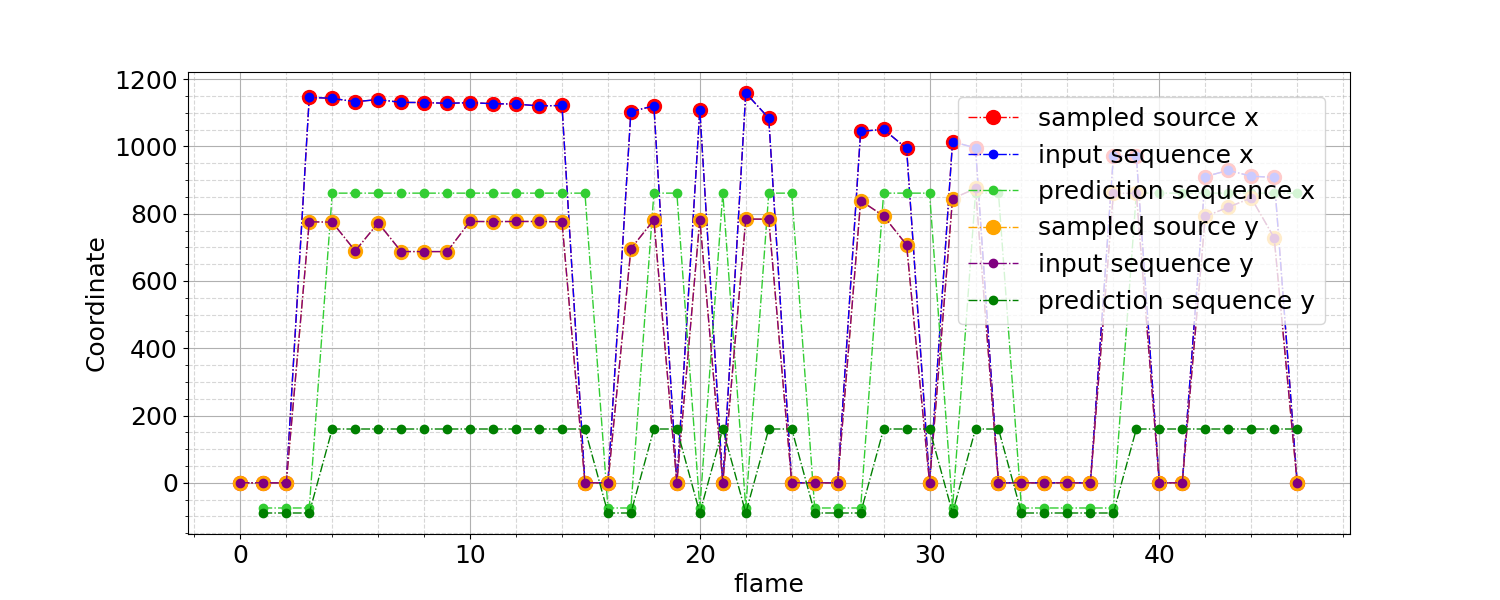 1200
1000
800
600
400
200
0
Coordinate
sampled source x
input sequence x
prediction sequence x
sampled source y
input sequence y
prediction sequence y
0 10 20 30 40
flame